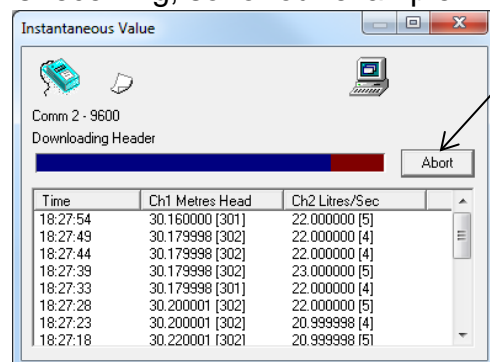 Instantaneous Value
Comm 2 - 9600
Downloading Header
Abort
Time Ch1 Metres Head Ch2 Litres/Sec
18:27:54 30.160000 [301] 22.000000 [5]
18:27:49 30.179998 [302] 22.000000 [4]
18:27:44 30.179998 [302] 22.000000 [4]
18:27:39 30.179998 [302] 23.000000 [5]
18:27:33 30.179998 [301] 22.000000 [4]
18:27:28 30.200001 [302] 22.000000 [5]
18:27:23 30.200001 [302] 20.999998 [4]
18:27:18 30.220001 [302] 20.999998 [5]